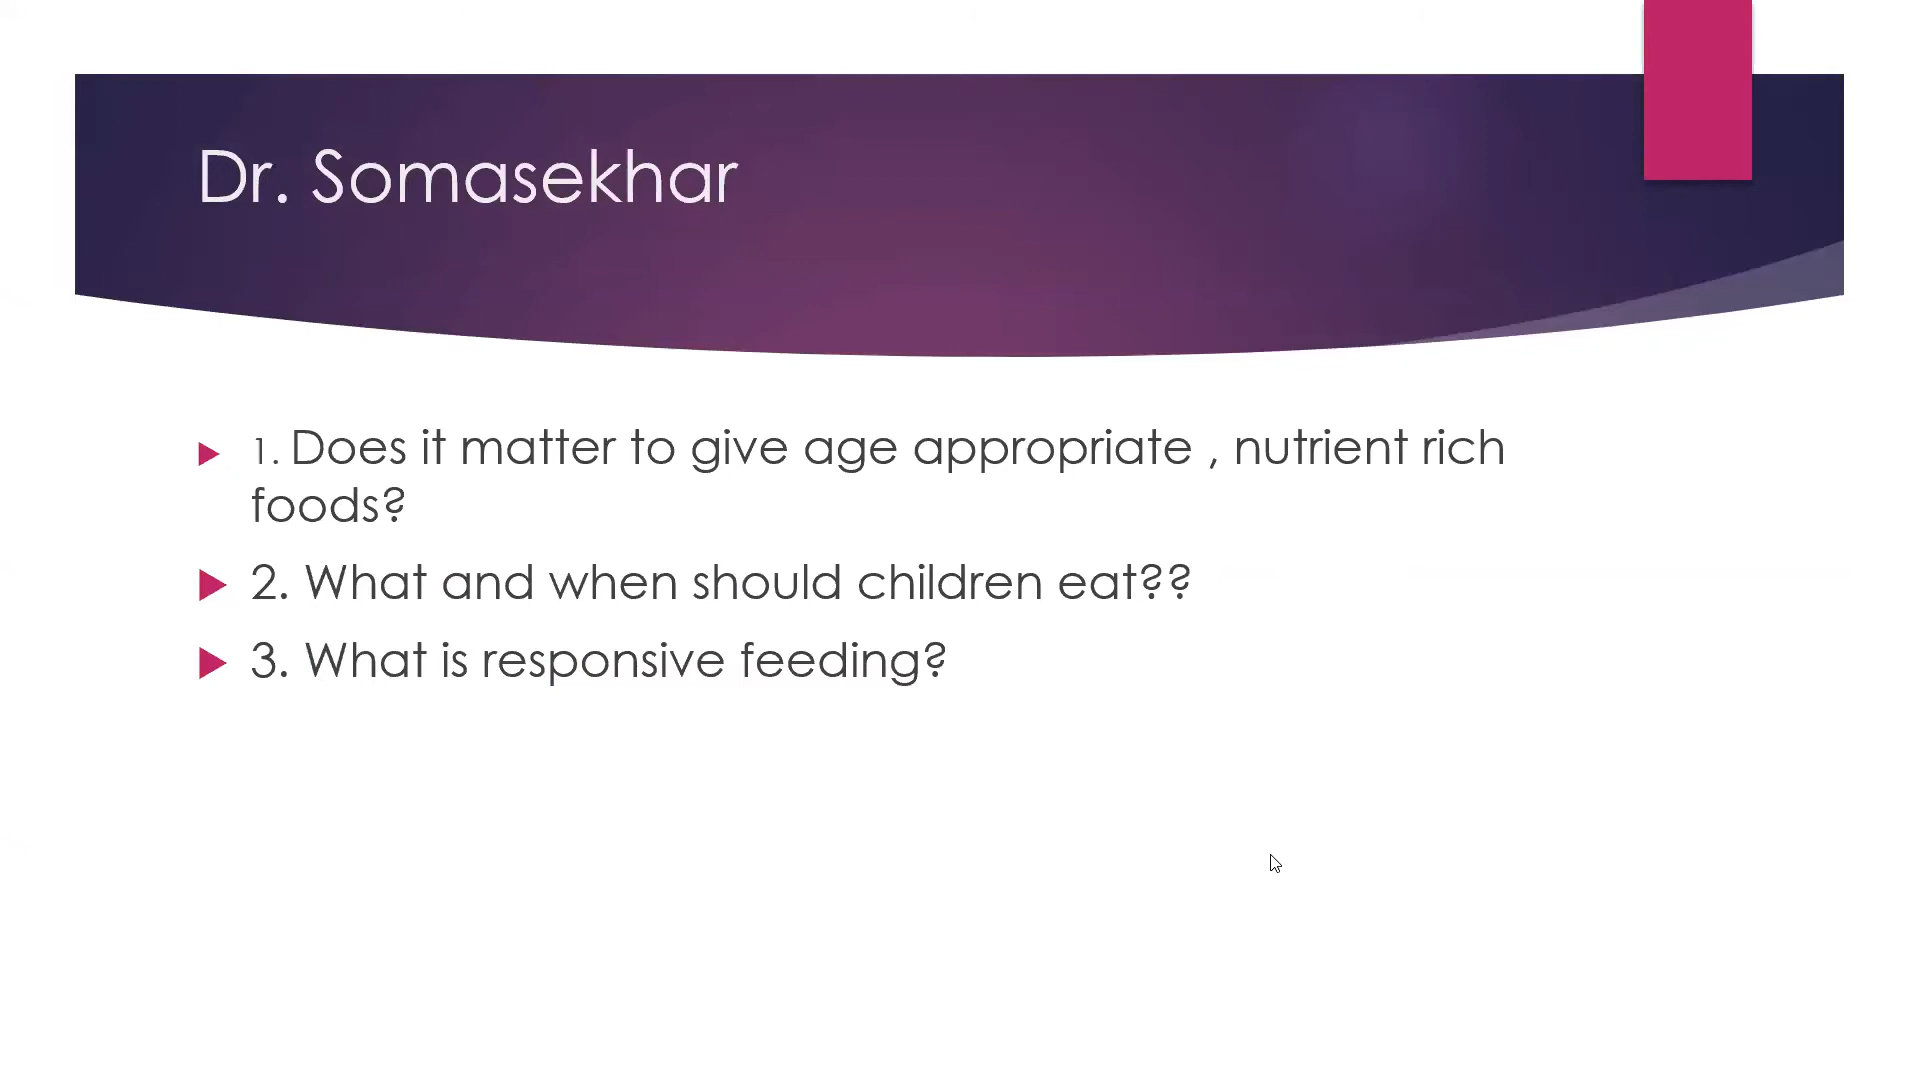 Dr. Somasekhar
1. Does it matter to give age appropriate , nutrient rich
foods?
2. What and when should children eat??
3. What is responsive feeding?